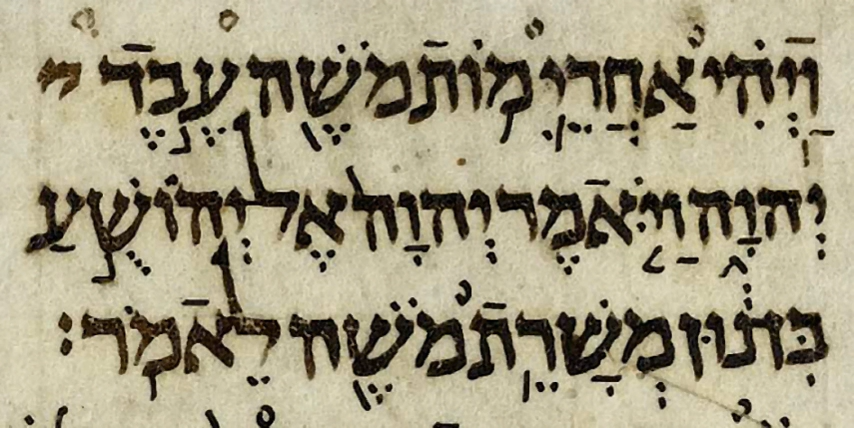 וַיְהִי אַחֲרֵי מוֹת מֹשֶׁה עֶבֶד
יְהוָה וַיֹּאמֶר יְהוָה אֶל יְהוֹשֻׁעַ
בִּן נוּן מְשָׁרֵת מֹשֶׁה לֵאמֹר׃